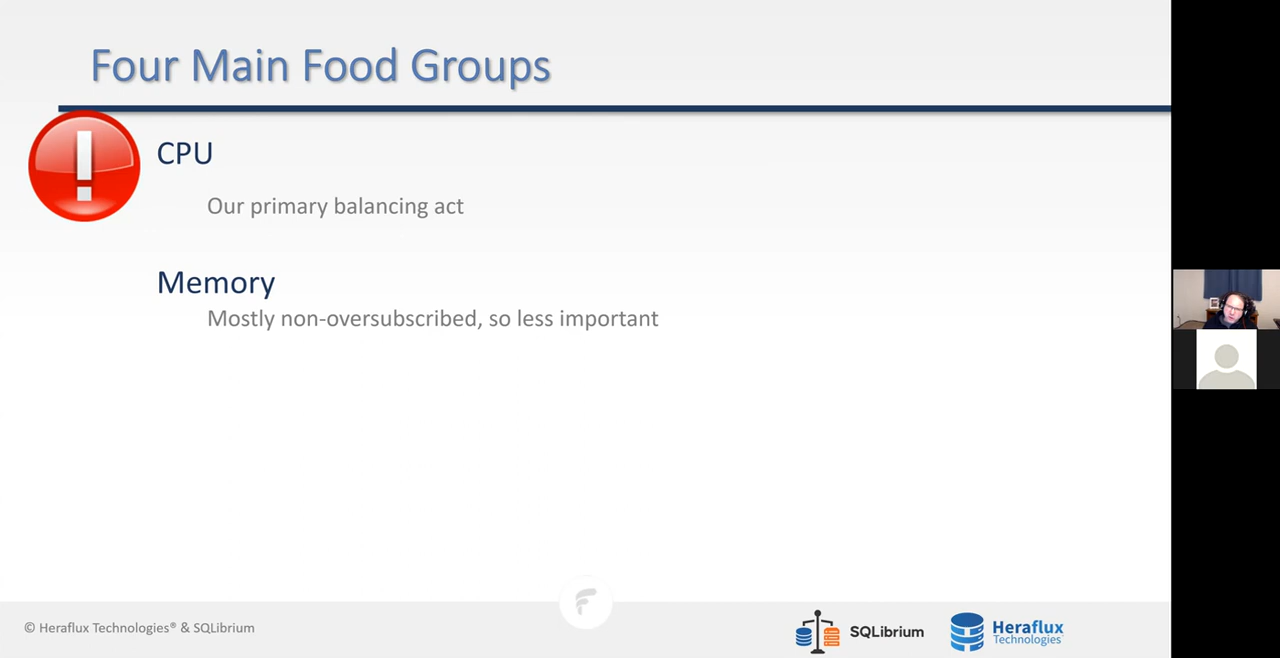 Four Main Food Groups
CPU
Our primary balancing act
Memory
Mostly non-oversubscribed, so less important
© Heraflux Technologies® & SQLibrium
SQLibrium
Heraflux
Technologies